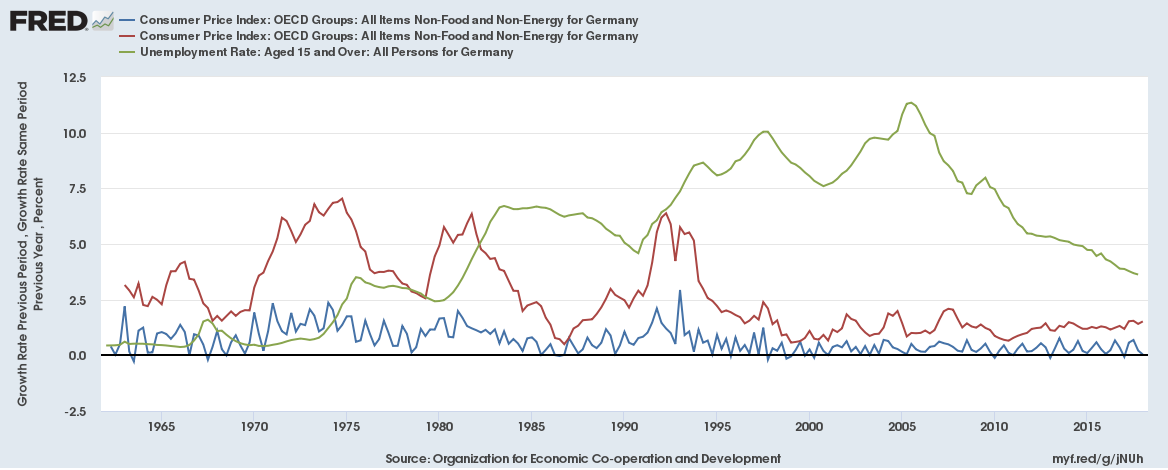 FRED
Consumer Price Index: OECD Groups: All Items Non-Food and Non-Energy for Germany
Consumer Price Index: OECD Groups: All Items Non-Food and Non-Energy for Germany
Unemployment Rate: Aged 15 and Over: All Persons for Germany
Growth Rate Previous Period , Growth Rate Same Period
Previous Year , Percent
12.5
10.0
7.5
5.0
2.5
0.0
-2.5
1965 1970 1975 1980 1985 1990 1995 2000 2005 2010 2015
Source: Organization for Economic Co-operation and Development
myf.red/g/jNUh